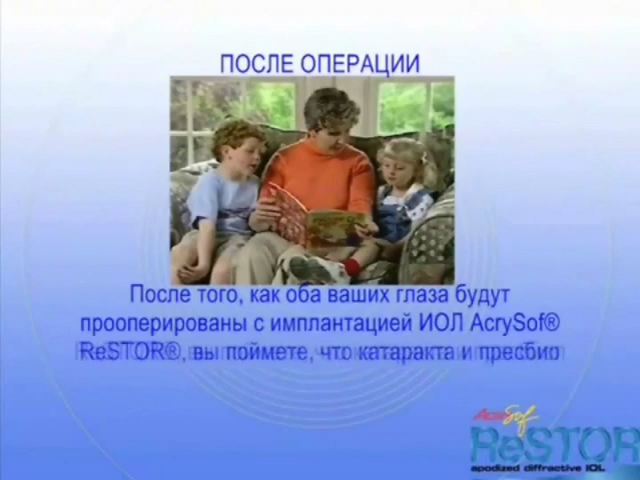 ПОСЛЕ ОПЕРАЦИИ
После того, как оба ваших глаза будут
прооперированы с имплантацией ИОЛ AcrySof®
ReSTOR®, вы поймете, что катаракта и пресбио
AcrySof
ReSTOR
apodized diffractive IOL